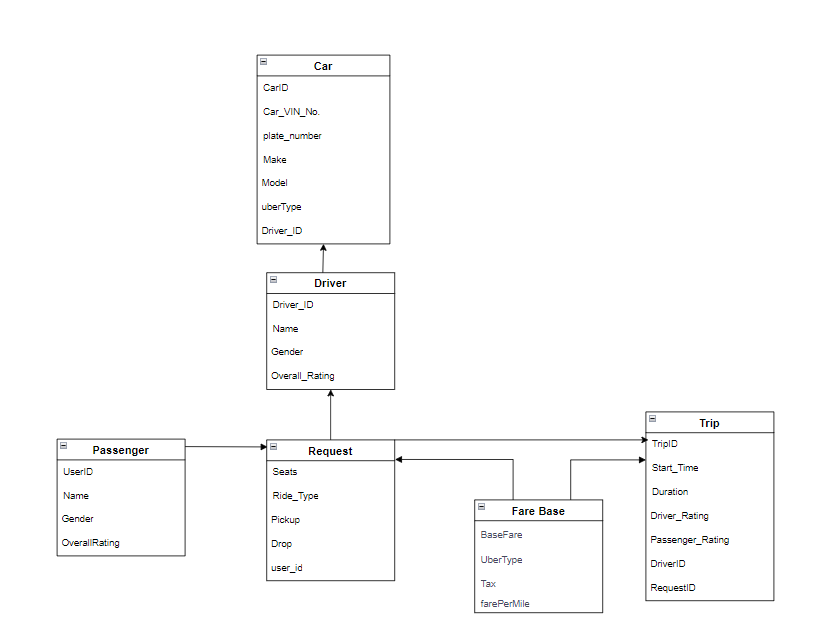 Car
CarID
Car_VIN_No.
plate_number
Make
Model
uberType
Driver_ID
Driver
Driver_ID
Name
Gender
Overall_Rating
Passenger
UserID
Name
Gender
OverallRating
Request
Seats
Ride_Type
Pickup
Drop
user_id
Fare Base
BaseFare
UberType
Tax
farePerMile
Trip
TripID
Start_Time
Duration
Driver_Rating
Passenger_Rating
DriverID
RequestID